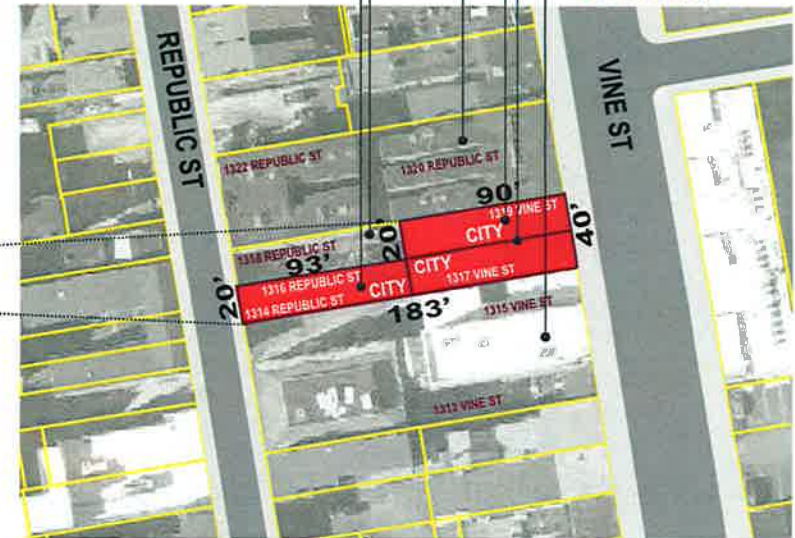 REPUBLIC ST
VINE ST
1322 REPUBLIC ST
1320 REPUBLIC ST
90'
1319 VINE ST
CITY
20'
40'
1318 REPUBLIC ST
93'
CITY
1317 VINE ST
1316 REPUBLIC ST
CITY
20'
1314 REPUBLIC ST
183'
1315 VINE ST
1313 VINE ST